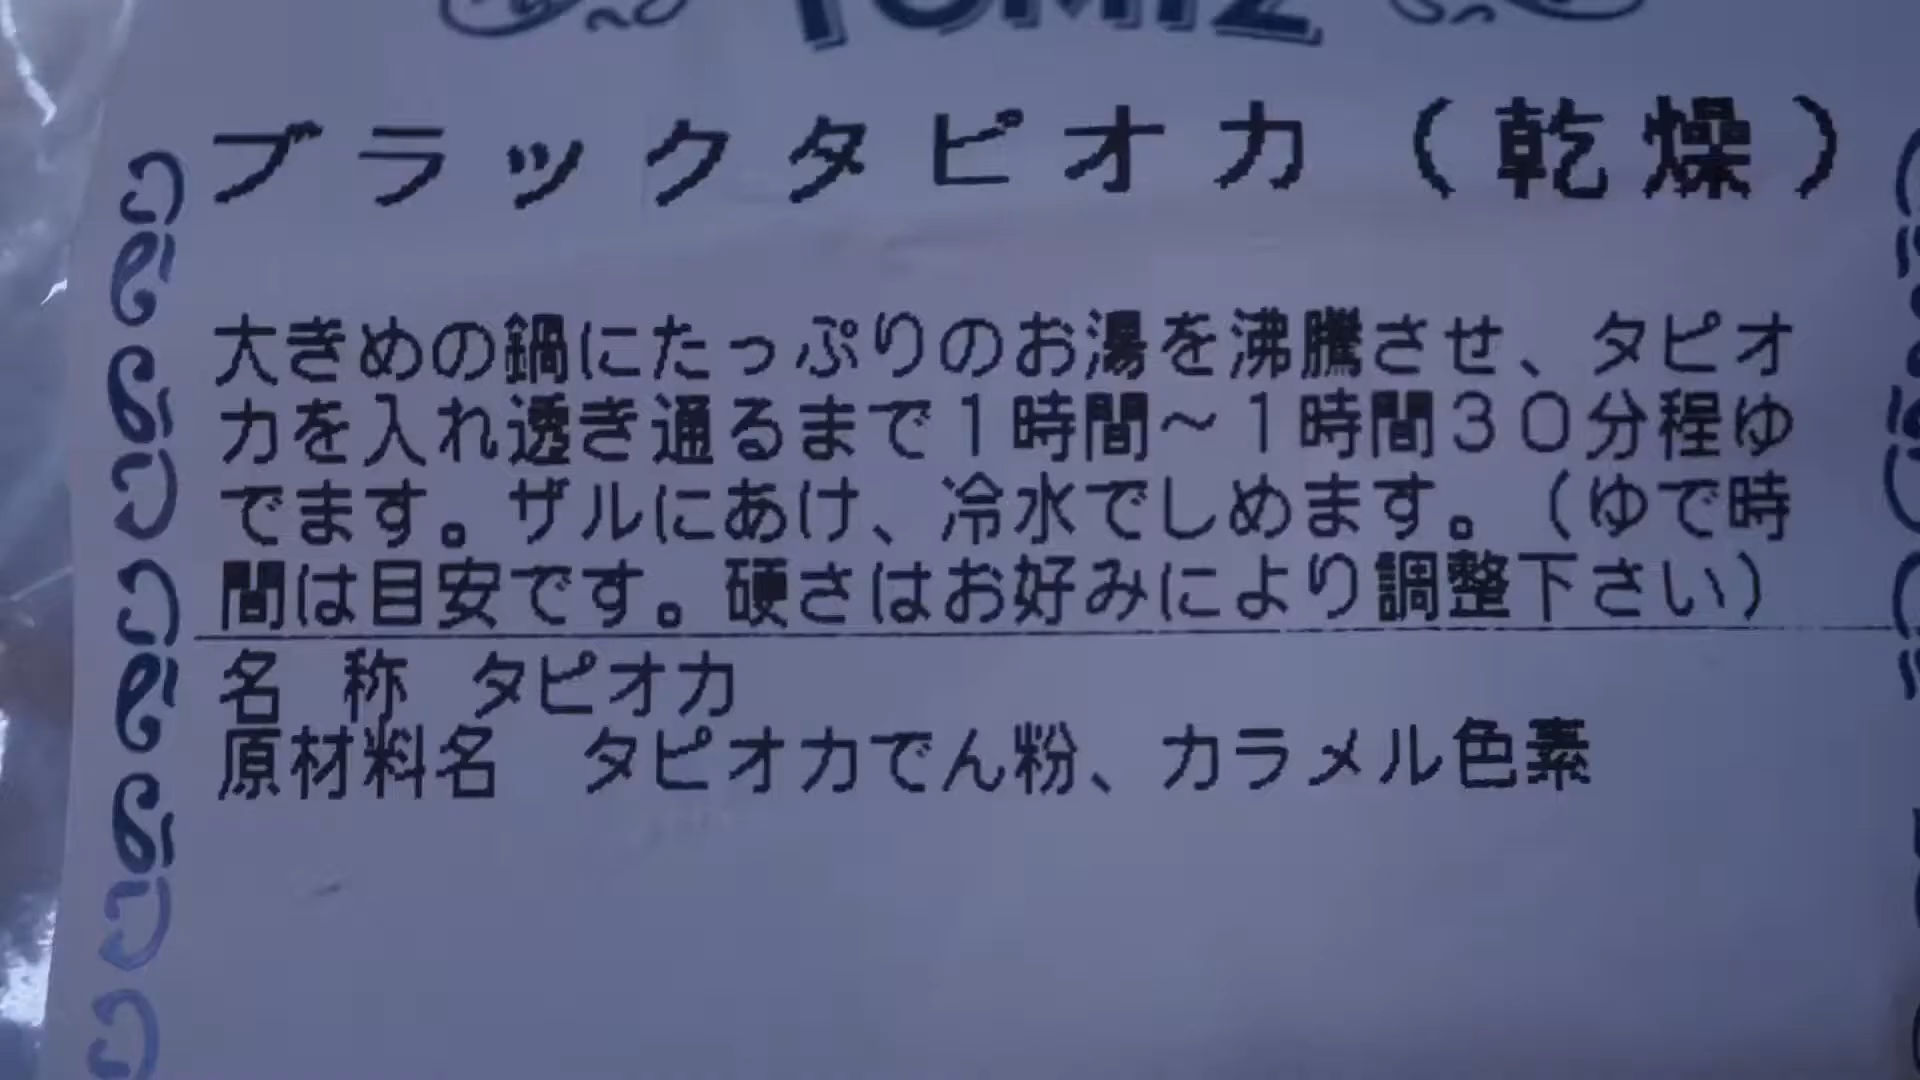 TOMIZ
ブラックタピオカ(乾燥)
大きめの鍋にたっぷりのお湯を沸騰させ、タピオ
カを入れ透き通るまで1時間~1時間30分程ゆ
でます。ザルにあけ、冷水でしめます。(ゆで時
間は目安です。硬さはお好みにより調整下さい)
名 称 タピオカ
原材料名 タピオカでん粉、カラメル色素